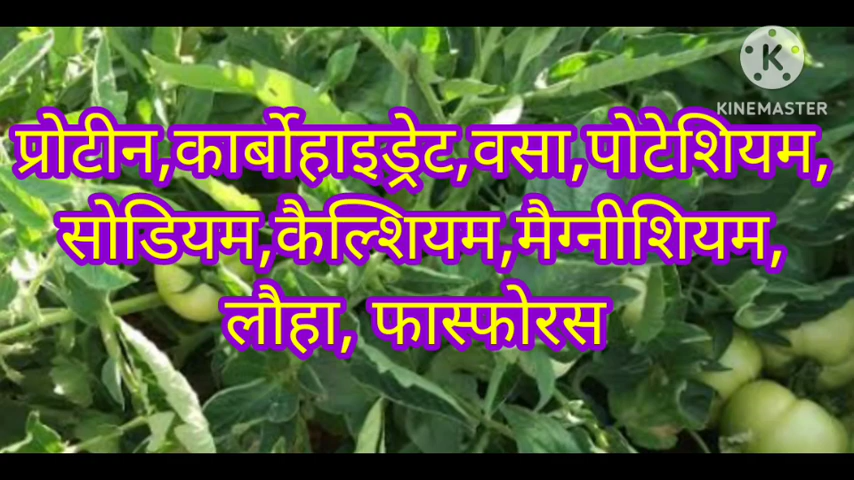 KINEMASTER
प्रोटीन,कार्बोहाइड्रेट,वसा,पोटेशियम,
सोडियम,कैल्शियम,मैग्नीशियम,
लौहा, फास्फोरस